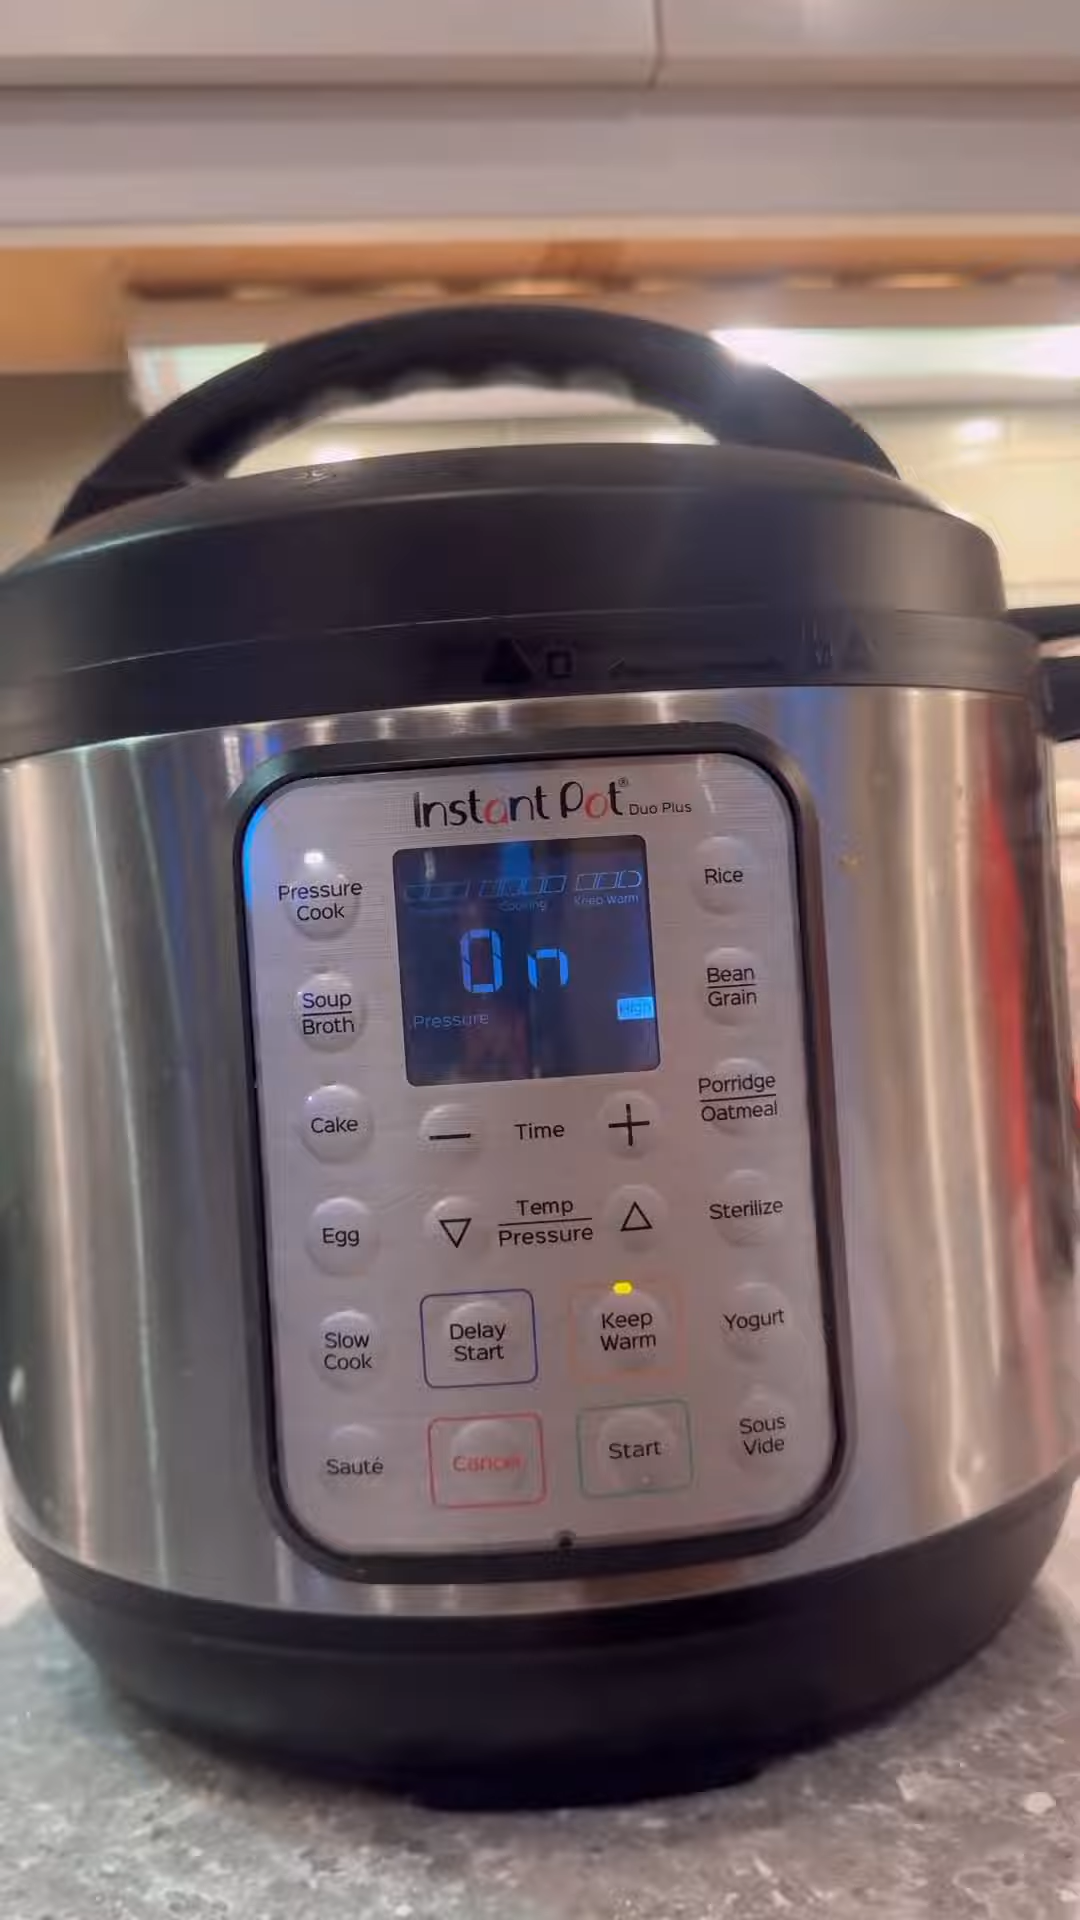 Instant Pot® Duo Plus
Cooking Keep Warm
On
Pressure High
Pressure
Cook
Soup
Broth
Cake
Egg
Slow
Cook
Sauté
Rice
Bean
Grain
Porridge
Oatmeal
Sterilize
Yogurt
Sous
Vide
− Time +
Temp
Pressure
Delay
Start
Keep
Warm
Cancel
Start